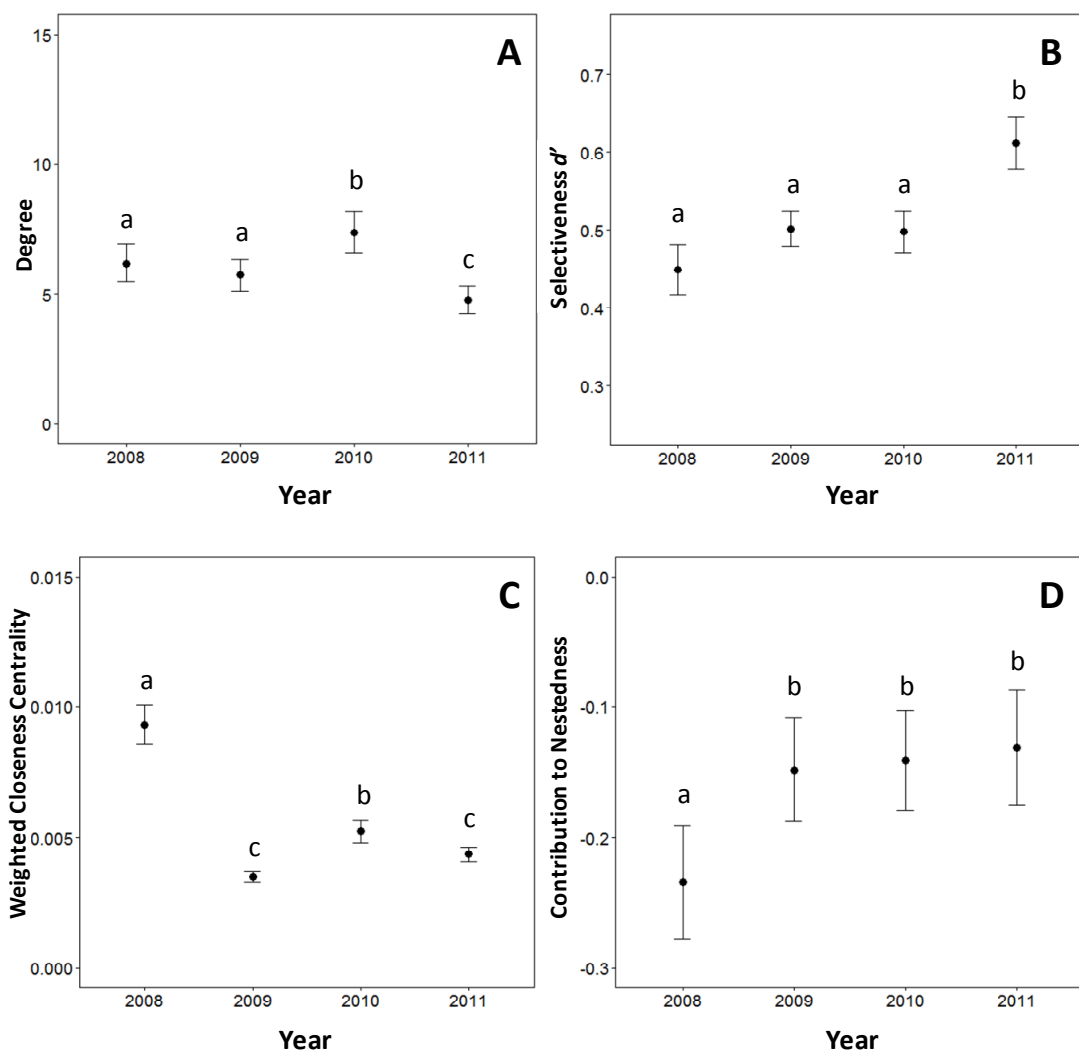 A
Degree
15
10
5
0
a
a
b
c
2008
2009
2010
2011
Year
B
Selectiveness d'
0.7
0.6
0.5
0.4
0.3
a
a
a
b
2008
2009
2010
2011
Year
C
Weighted Closeness Centrality
0.015
0.010
0.005
0.000
a
c
b
c
2008
2009
2010
2011
Year
D
Contribution to Nestedness
0.0
-0.1
-0.2
-0.3
a
b
b
b
2008
2009
2010
2011
Year